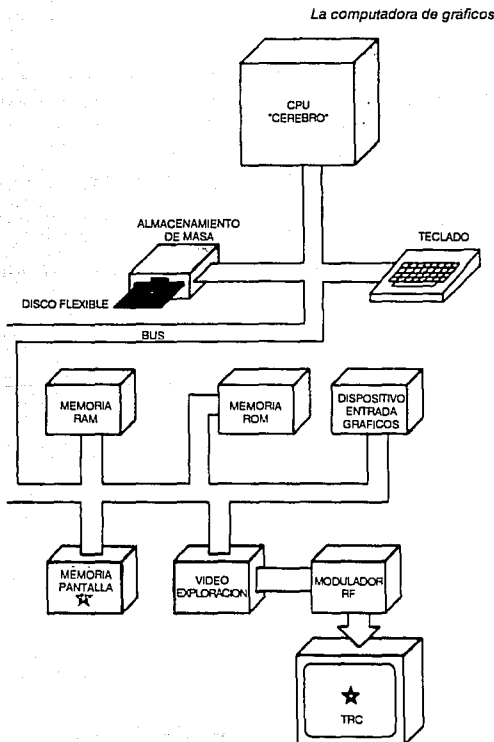 La computadora de gráficos
CPU
"CEREBRO"
ALMACENAMIENTO
DE MASA
TECLADO
DISCO FLEXIBLE
BUS
MEMORIA
RAM
MEMORIA
ROM
DISPOSITIVO
ENTRADA
GRAFICOS
MEMORIA
PANTALLA
VIDEO
EXPLORACION
MODULADOR
RF
TRC